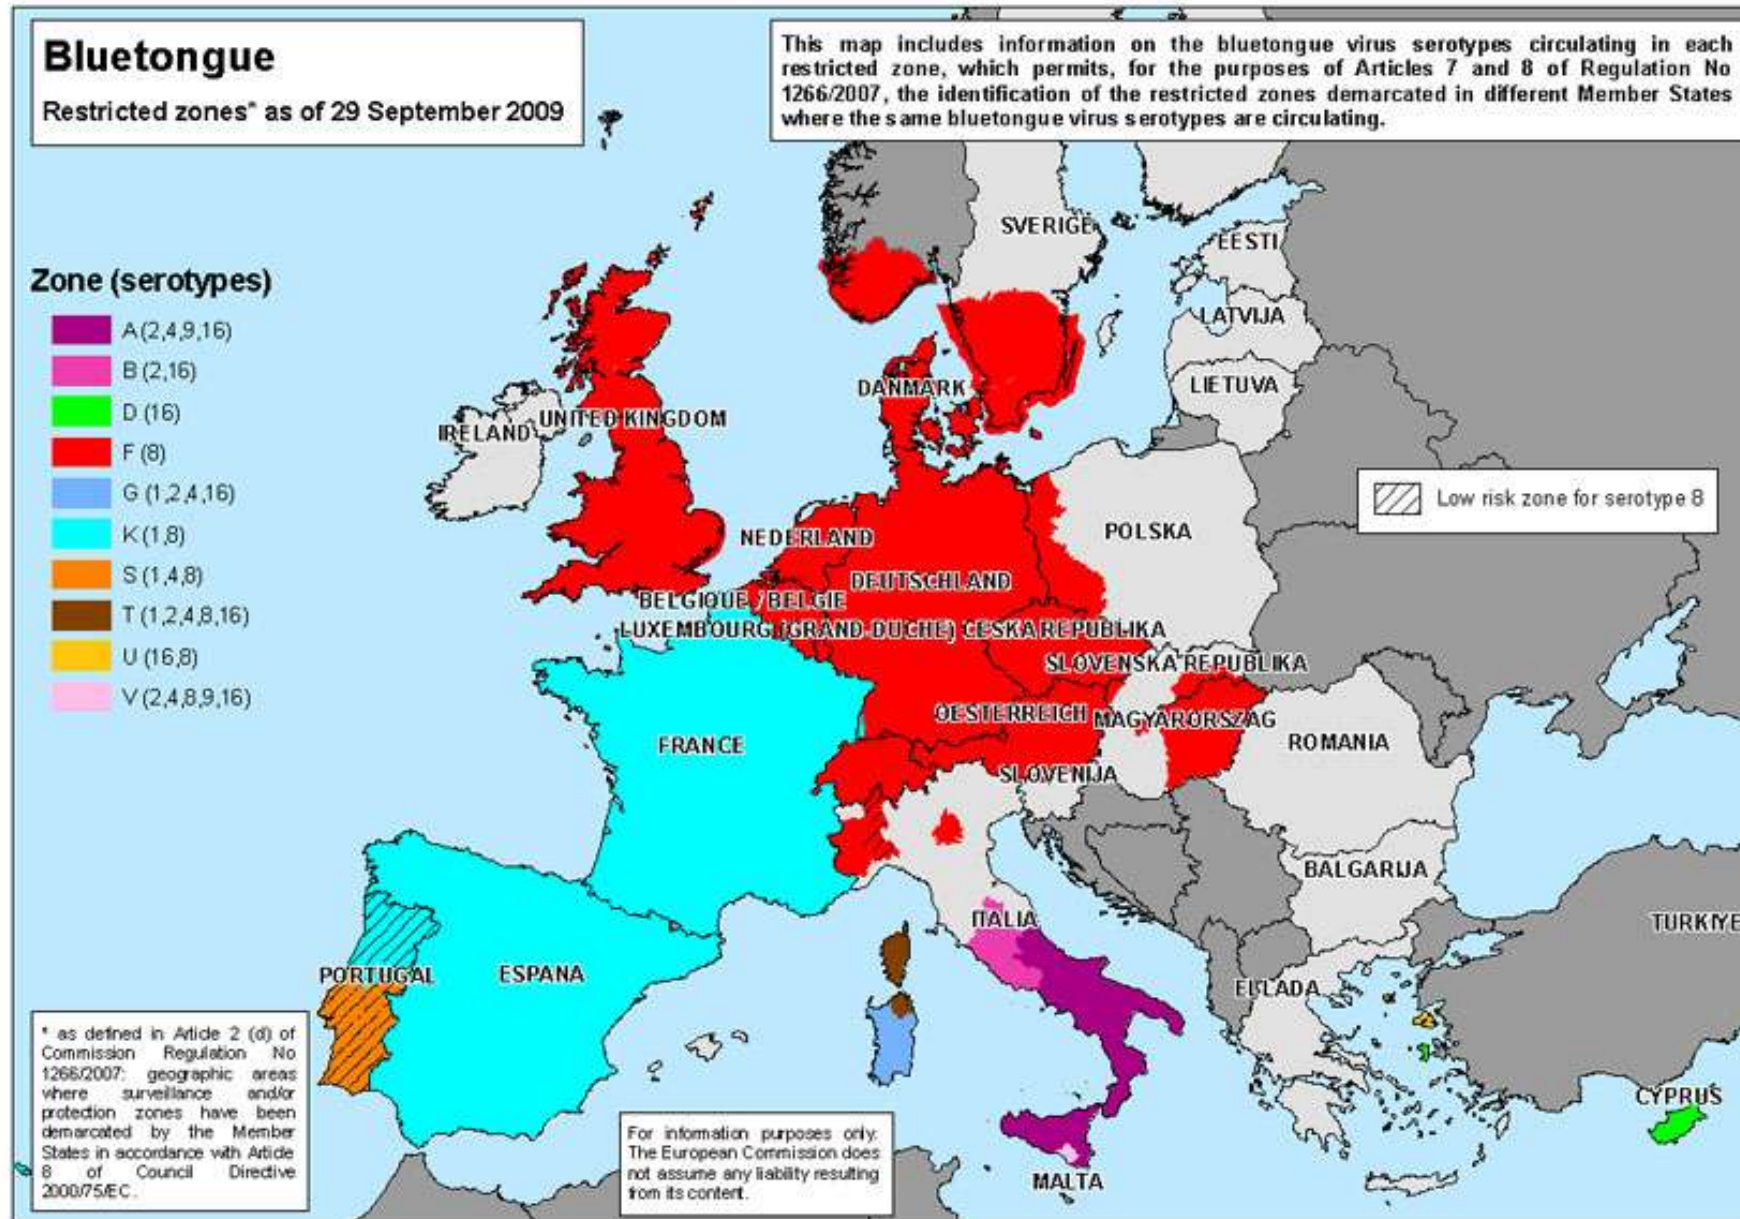 Bluetongue
Restricted zones* as of 29 September 2009
This map includes information on the bluetongue virus serotypes circulating in each
restricted zone, which permits, for the purposes of Articles 7 and 8 of Regulation No
1266/2007, the identification of the restricted zones demarcated in different Member States
where the same bluetongue virus serotypes are circulating.
Zone (serotypes)
A (2,4,9,16)
B (2,16)
D (16)
F (8)
G (1,2,4,16)
K (1,8)
S (1,4,8)
T (1,2,4,8,16)
U (16,8)
V (2,4,8,9,16)
SVERIGE
EESTI
LATVIJA
LIETUVA
DANMARK
IRELAND
UNITED KINGDOM
Low risk zone for serotype 8
POLSKA
NEDERLAND
DEUTSCHLAND
BELGIQUE / BELGIE
LUXEMBOURG (GRAND-DUCHE)
CESKA REPUBLIKA
SLOVENSKA REPUBLIKA
OESTERREICH
MAGYARORSZAG
FRANCE
ROMANIA
SLOVENIJA
BALGARIJA
ITALIA
TURKIYE
PORTUGAL
ESPANA
ELLADA
CYPRUS
MALTA
* as defined in Article 2 (d) of
Commission Regulation No
1266/2007: geographic areas
where surveillance and/or
protection zones have been
demarcated by the Member
States in accordance with Article
8 of Council Directive
2000/75/EC.
For information purposes only.
The European Commission does
not assume any liability resulting
from its content.